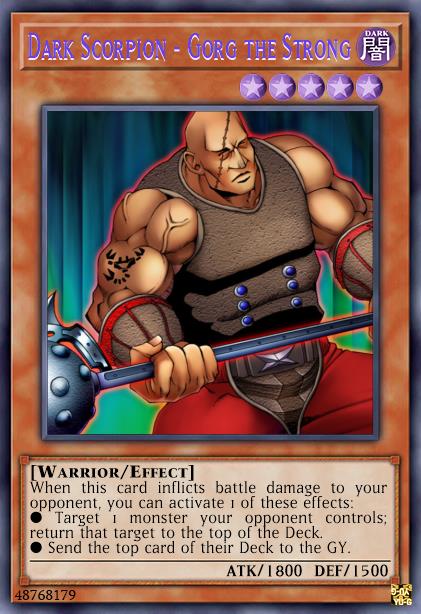 Dark Scorpion - Gorg the Strong
DARK
闇
[Warrior/Effect]
When this card inflicts battle damage to your
opponent, you can activate 1 of these effects:
● Target 1 monster your opponent controls;
return that target to the top of the Deck.
● Send the top card of their Deck to the GY.
ATK/1800 DEF/1500
48768179